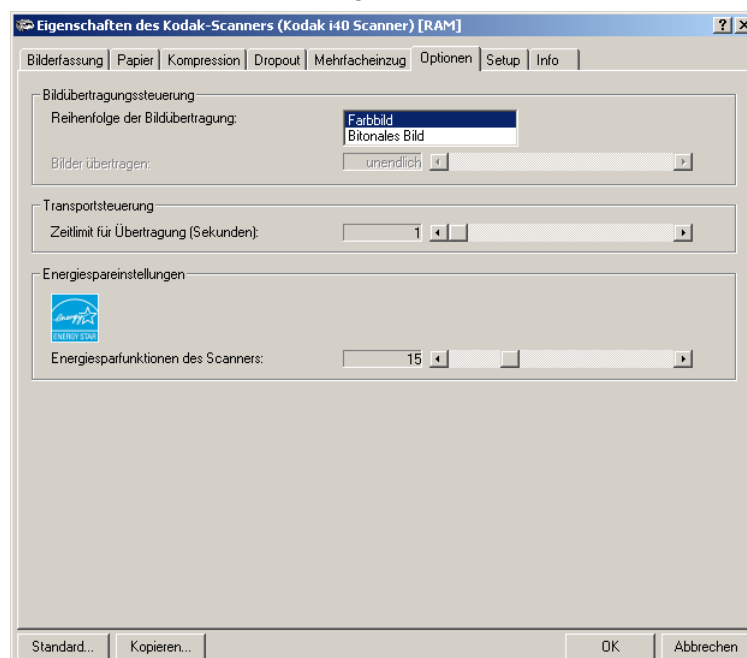 Eigenschaften des Kodak-Scanners (Kodak i40 Scanner) [RAM]
Bilderfassung Papier Kompression Dropout Mehrfacheinzug Optionen Setup Info
Bildübertragungssteuerung
Reihenfolge der Bildübertragung:
Farbbild
Bitonales Bild
Bilder übertragen: unendlich
Transportsteuerung
Zeitlimit für Übertragung (Sekunden): 1
Energiespareinstellungen
energy
ENERGY STAR
Energiesparfunktionen des Scanners: 15
Standard... Kopieren... OK Abbrechen